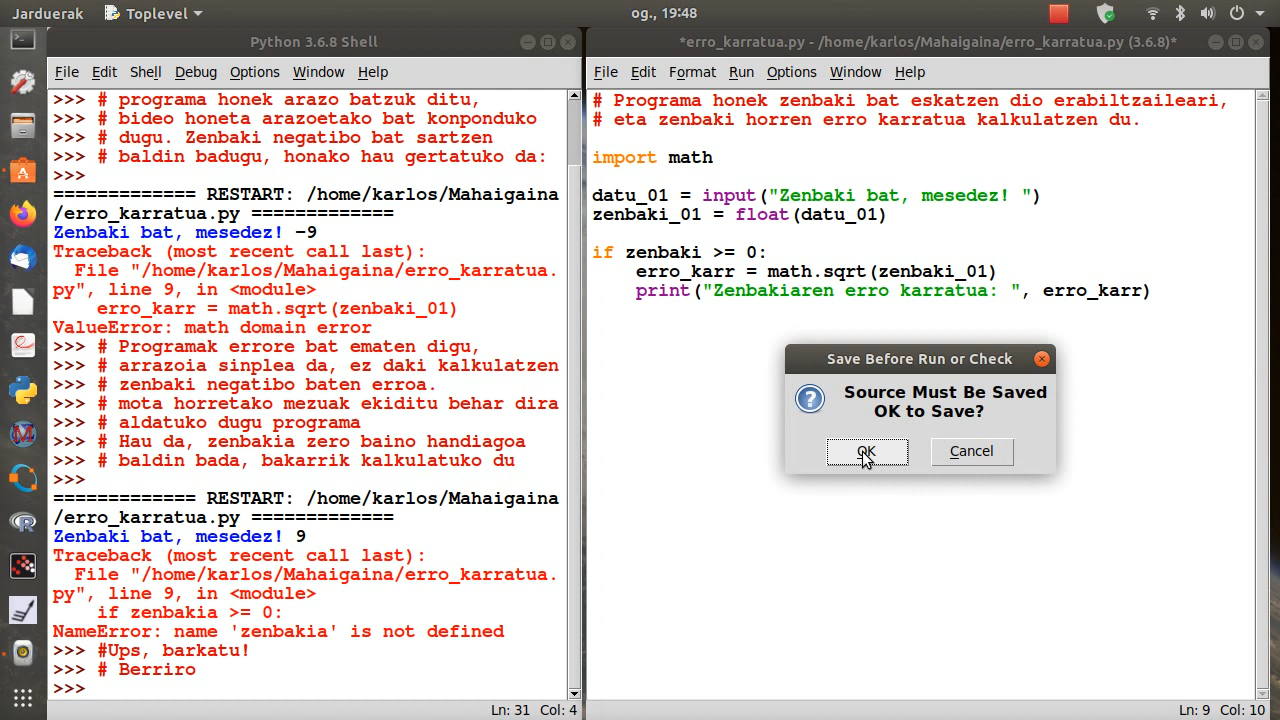 Jarduerak
Toplevel
og., 19:48
Python 3.6.8 Shell
File Edit Shell Debug Options Window Help
>>> # programa honek arazo batzuk ditu,
>>> # bideo honeta arazoetako bat konponduko
>>> # dugu. Zenbaki negatibo bat sartzen
>>> # baldin badugu, honako hau gertatuko da:
>>>
============= RESTART: /home/karlos/Mahaigaina
/erro_karratua.py =============
Zenbaki bat, mesedez! -9
Traceback (most recent call last):
File "/home/karlos/Mahaigaina/erro_karratua.
py", line 9, in <module>
erro_karr = math.sqrt(zenbaki_01)
ValueError: math domain error
>>> # Programak errore bat ematen digu,
>>> # arrazoia sinplea da, ez daki kalkulatzen
>>> # zenbaki negatibo baten erroa.
>>> # mota horretako mezuak ekiditu behar dira
>>> # aldatuko dugu programa
>>> # Hau da, zenbakia zero baino handiagoa
>>> # baldin bada, bakarrik kalkulatuko du
>>>
============= RESTART: /home/karlos/Mahaigaina
/erro_karratua.py =============
Zenbaki bat, mesedez! 9
Traceback (most recent call last):
File "/home/karlos/Mahaigaina/erro_karratua.
py", line 9, in <module>
if zenbakia >= 0:
NameError: name 'zenbakia' is not defined
>>> #Ups, barkatu!
>>> # Berriro
>>>
Ln: 31 Col: 4
*erro_karratua.py - /home/karlos/Mahaigaina/erro_karratua.py (3.6.8)*
File Edit Format Run Options Window Help
# Programa honek zenbaki bat eskatzen dio erabiltzaileari,
# eta zenbaki horren erro karratua kalkulatzen du.
import math
datu_01 = input("Zenbaki bat, mesedez! ")
zenbaki_01 = float(datu_01)
if zenbaki >= 0:
erro_karr = math.sqrt(zenbaki_01)
print("Zenbakiaren erro karratua: ", erro_karr)
Save Before Run or Check
Source Must Be Saved
OK to Save?
OK
Cancel
Ln: 9 Col: 10